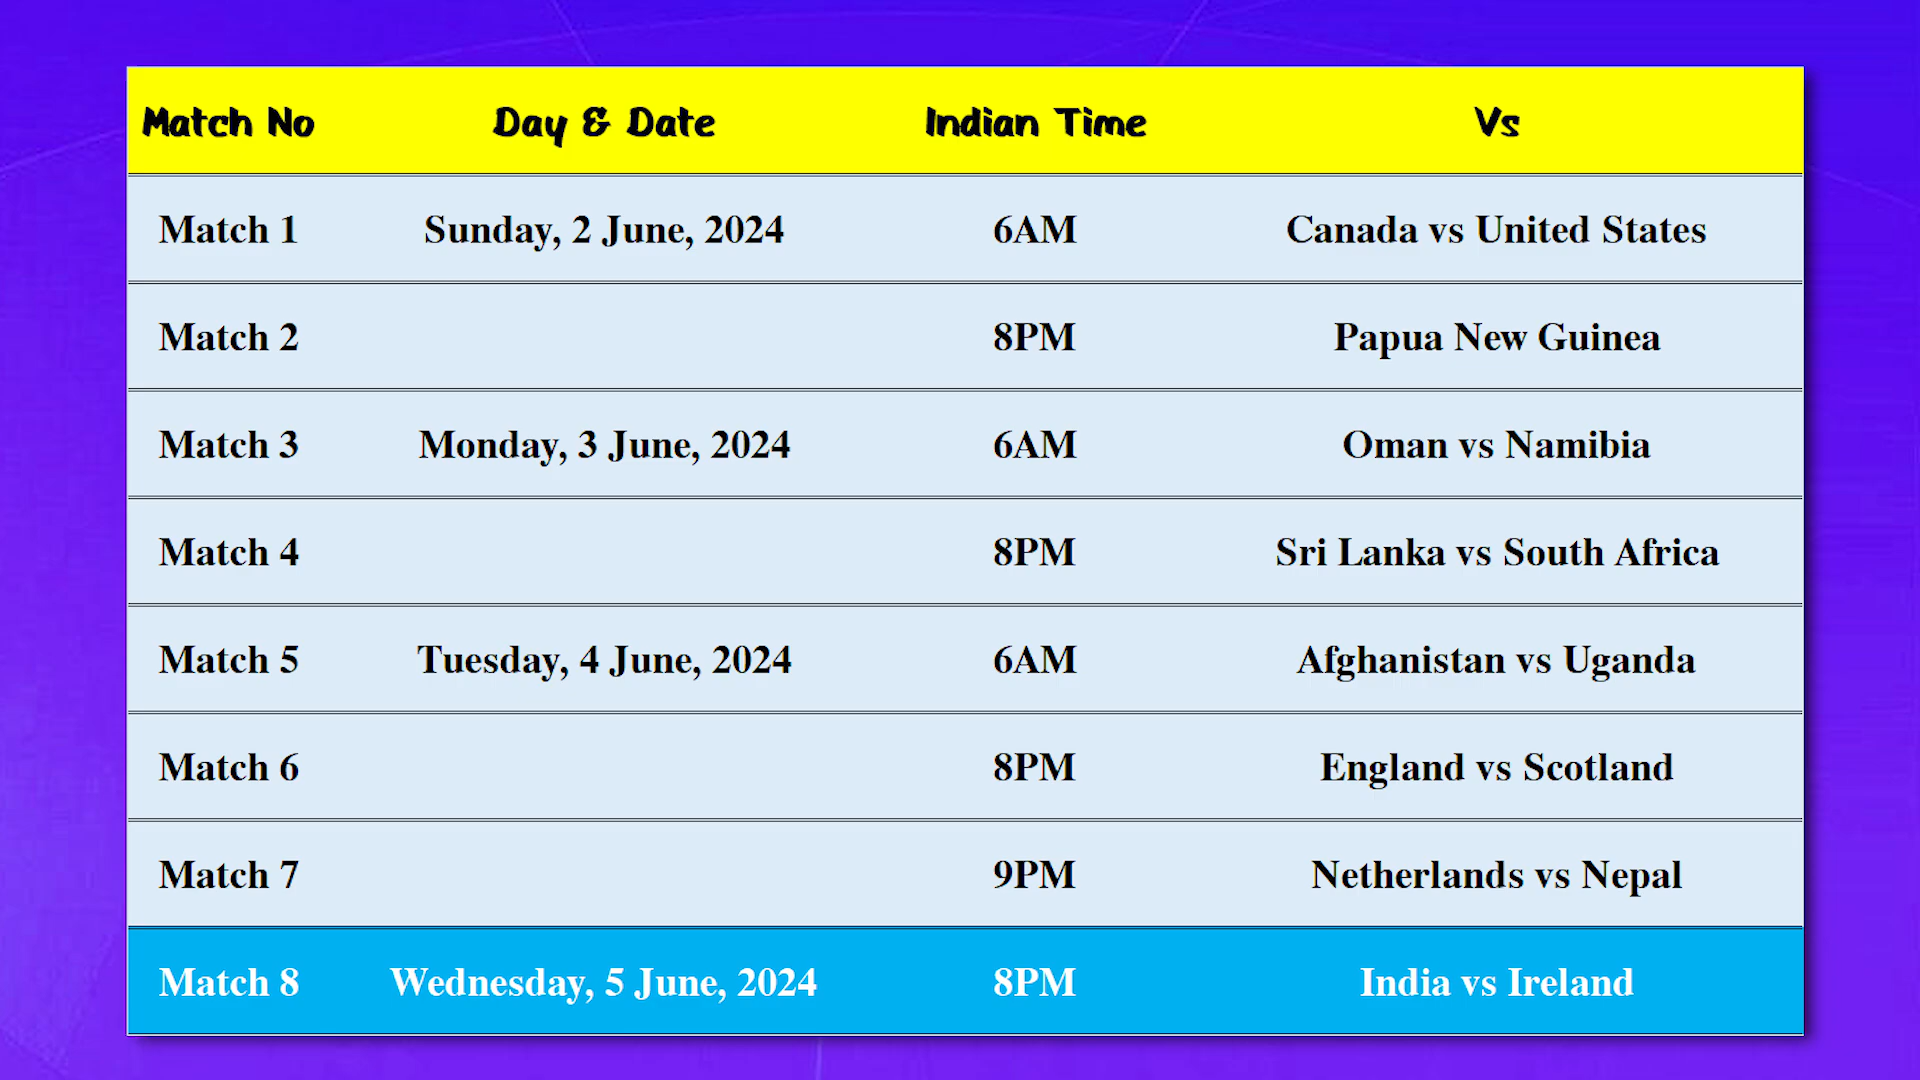 Match No Day & Date Indian Time Vs
Match 1 Sunday, 2 June, 2024 6AM Canada vs United States
Match 2 8PM Papua New Guinea
Match 3 Monday, 3 June, 2024 6AM Oman vs Namibia
Match 4 8PM Sri Lanka vs South Africa
Match 5 Tuesday, 4 June, 2024 6AM Afghanistan vs Uganda
Match 6 8PM England vs Scotland
Match 7 9PM Netherlands vs Nepal
Match 8 Wednesday, 5 June, 2024 8PM India vs Ireland